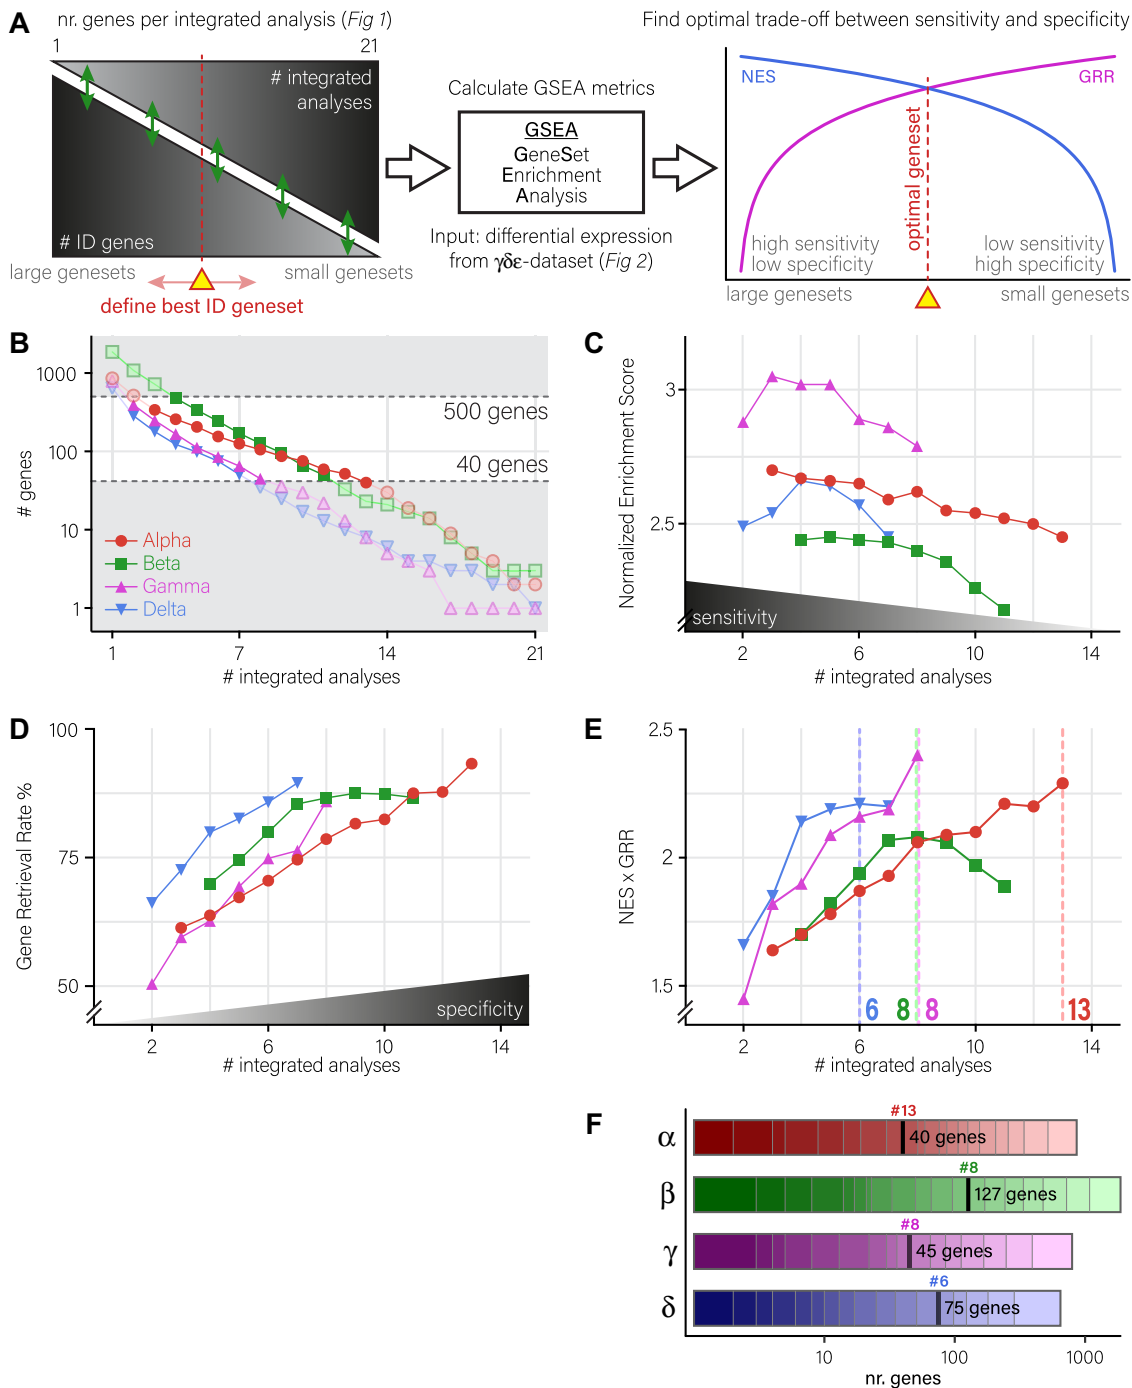 A
nr. genes per integrated analysis (Fig 1)
1
21
# integrated
analyses
# ID genes
large genesets
small genesets
define best ID geneset
Calculate GSEA metrics
GSEA
GeneSet
Enrichment
Analysis
Input: differential expression
from γδε-dataset (Fig 2)
Find optimal trade-off between sensitivity and specificity
NES
GRR
optimal geneset
high sensitivity
low specificity
low sensitivity
high specificity
large genesets
small genesets
B
# genes
1000
100
10
1
500 genes
40 genes
Alpha
Beta
Gamma
Delta
1
7
14
21
# integrated analyses
C
Normalized Enrichment Score
3
2.5
sensitivity
2
6
10
14
# integrated analyses
D
Gene Retrieval Rate %
100
75
50
specificity
2
6
10
14
# integrated analyses
E
NES x GRR
2.5
2
1.5
6
8
8
13
2
6
10
14
# integrated analyses
F
#13
α
40 genes
#8
β
127 genes
#8
γ
45 genes
#6
δ
75 genes
10
100
1000
nr. genes